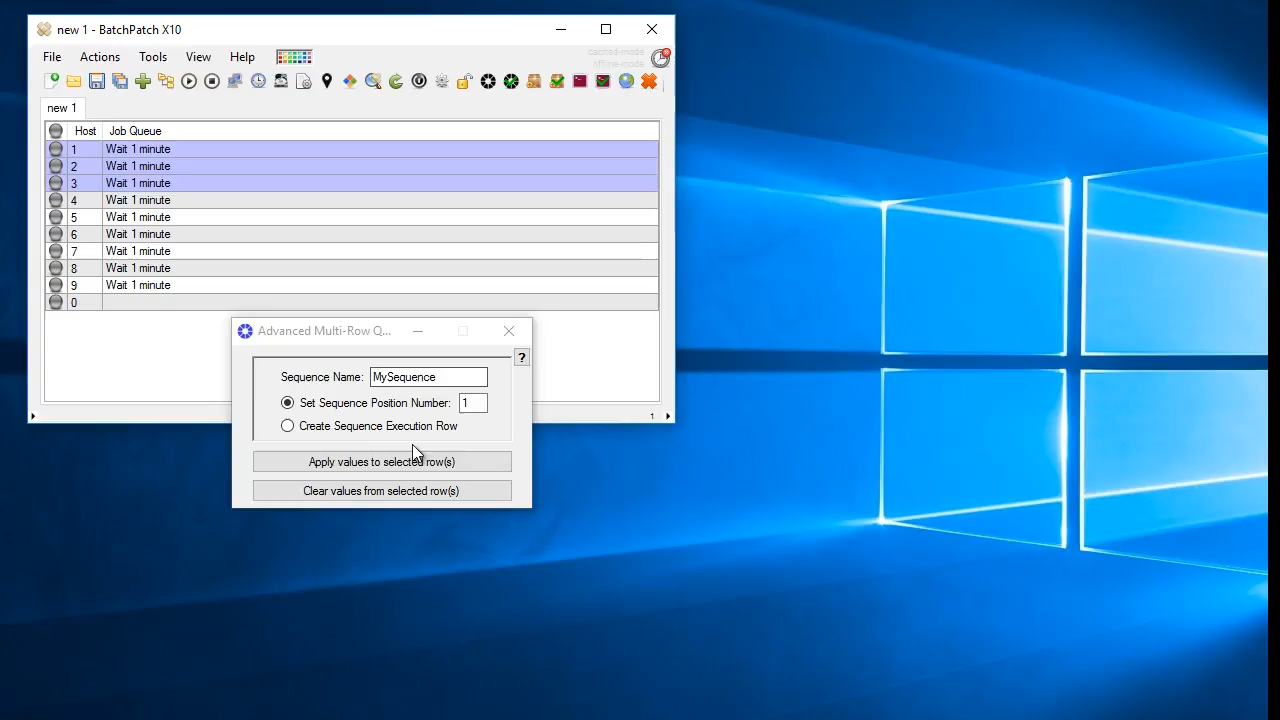 new 1 - BatchPatch X10
File Actions Tools View Help
cached-mode
offline-mode
new 1
Host Job Queue
1 Wait 1 minute
2 Wait 1 minute
3 Wait 1 minute
4 Wait 1 minute
5 Wait 1 minute
6 Wait 1 minute
7 Wait 1 minute
8 Wait 1 minute
9 Wait 1 minute
0
1
Advanced Multi-Row Q...
?
Sequence Name: MySequence
Set Sequence Position Number: 1
Create Sequence Execution Row
Apply values to selected row(s)
Clear values from selected row(s)